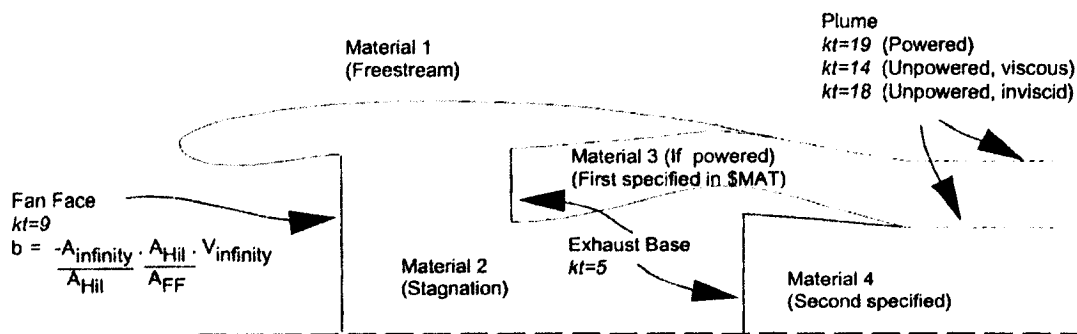 Plume
kt=19 (Powered)
kt=14 (Unpowered, viscous)
kt=18 (Unpowered, inviscid)
Material 1
(Freestream)
Material 3 (If powered)
(First specified in $MAT)
Fan Face
kt=9
b = -A_infinity . A_Hil . V_infinity
A_Hil A_FF
Exhaust Base
kt=5
Material 2
(Stagnation)
Material 4
(Second specified)